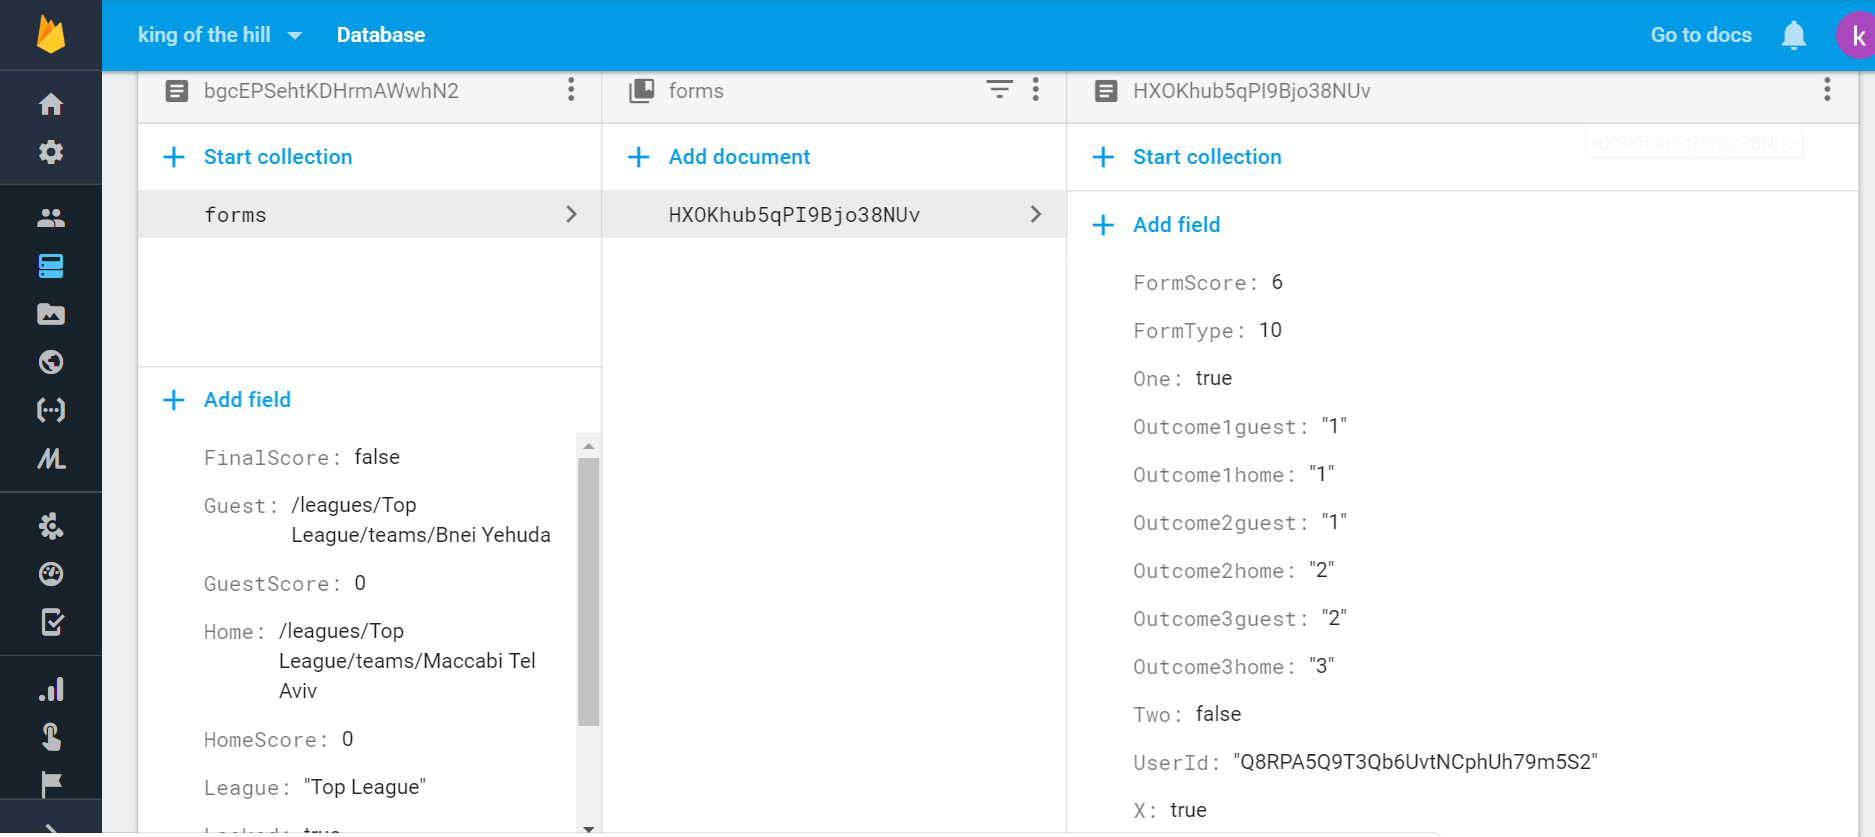 king of the hill
Database
Go to docs
k
bgcEPSehtKDHrmAWwhN2
forms
HXOKhub5qPI9Bjo38NUv
Start collection
Add document
Start collection
HXOKhub5qPI9Bjo38NUv
forms
HXOKhub5qPI9Bjo38NUv
Add field
FormScore: 6
FormType: 10
One: true
Outcome1guest: "1"
Outcome1home: "1"
Outcome2guest: "1"
Outcome2home: "2"
Outcome3guest: "2"
Outcome3home: "3"
Two: false
UserId: "Q8RPA5Q9T3Qb6UvtNCphUh79m5S2"
X: true
Add field
FinalScore: false
Guest: /leagues/Top
League/teams/Bnei Yehuda
GuestScore: 0
Home: /leagues/Top
League/teams/Maccabi Tel
Aviv
HomeScore: 0
League: "Top League"
Locked: true